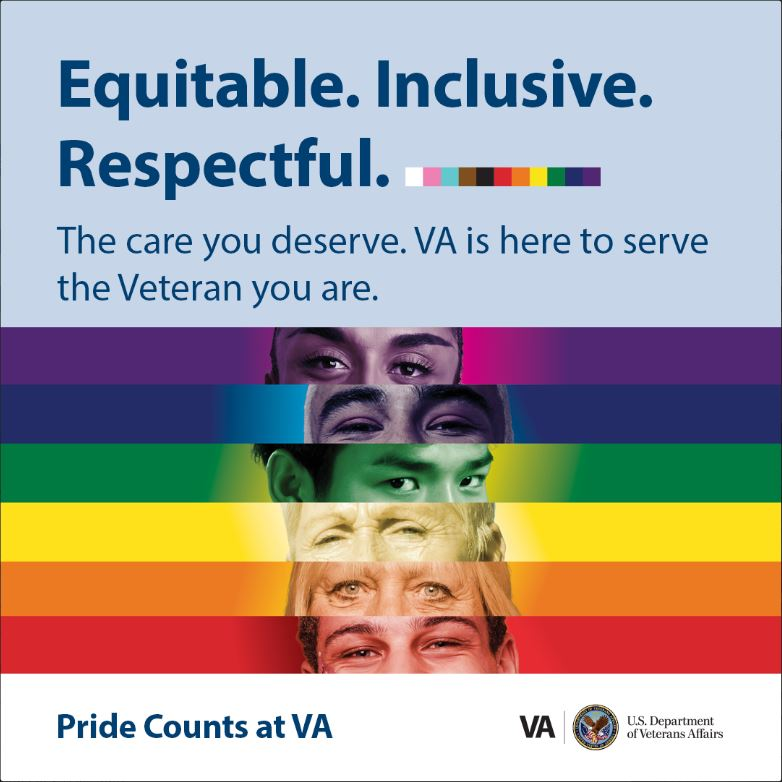 Equitable. Inclusive.
Respectful.
The care you deserve. VA is here to serve
the Veteran you are.
Pride Counts at VA
VA
U.S. Department
of Veterans Affairs